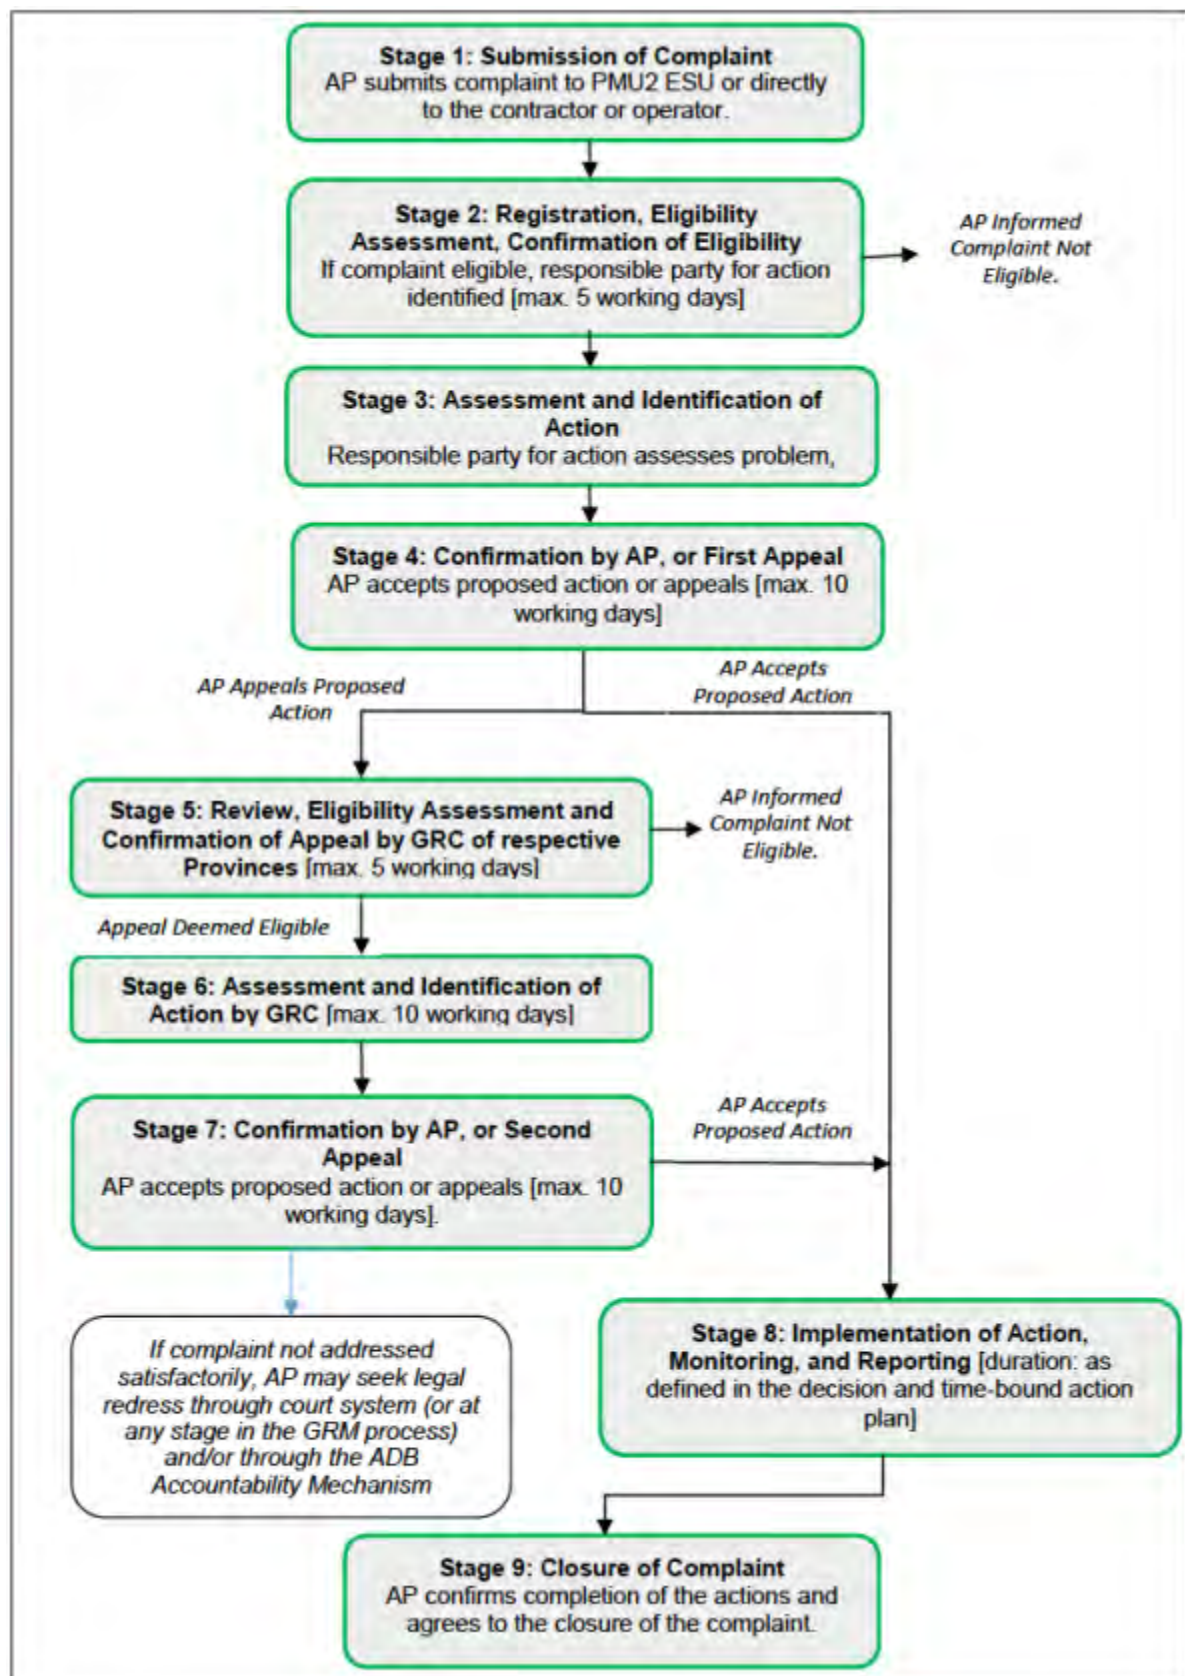 Stage 1: Submission of Complaint
AP submits complaint to PMU2 ESU or directly
to the contractor or operator.
Stage 2: Registration, Eligibility
Assessment, Confirmation of Eligibility
If complaint eligible, responsible party for action
identified [max. 5 working days]
AP Informed
Complaint Not
Eligible.
Stage 3: Assessment and Identification of
Action
Responsible party for action assesses problem,
Stage 4: Confirmation by AP, or First Appeal
AP accepts proposed action or appeals [max. 10
working days]
AP Appeals Proposed
Action
AP Accepts
Proposed Action
Stage 5: Review, Eligibility Assessment and
Confirmation of Appeal by GRC of respective
Provinces [max. 5 working days]
AP Informed
Complaint Not
Eligible.
Appeal Deemed Eligible
Stage 6: Assessment and Identification of
Action by GRC [max. 10 working days]
Stage 7: Confirmation by AP, or Second
Appeal
AP accepts proposed action or appeals [max. 10
working days].
AP Accepts
Proposed Action
If complaint not addressed
satisfactorily, AP may seek legal
redress through court system (or at
any stage in the GRM process)
and/or through the ADB
Accountability Mechanism
Stage 8: Implementation of Action,
Monitoring, and Reporting [duration: as
defined in the decision and time-bound action
plan]
Stage 9: Closure of Complaint
AP confirms completion of the actions and
agrees to the closure of the complaint.